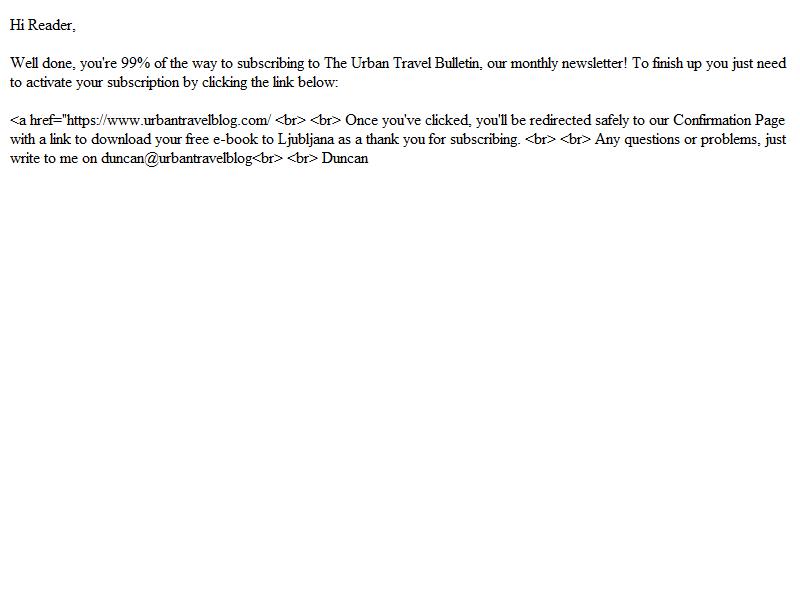 Hi Reader,
Well done, you're 99% of the way to subscribing to The Urban Travel Bulletin, our monthly newsletter! To finish up you just need
to activate your subscription by clicking the link below:
<a href="https://www.urbantravelblog.com/ <br> <br> Once you've clicked, you'll be redirected safely to our Confirmation Page
with a link to download your free e-book to Ljubljana as a thank you for subscribing. <br> <br> Any questions or problems, just
write to me on duncan@urbantravelblog<br> <br> Duncan